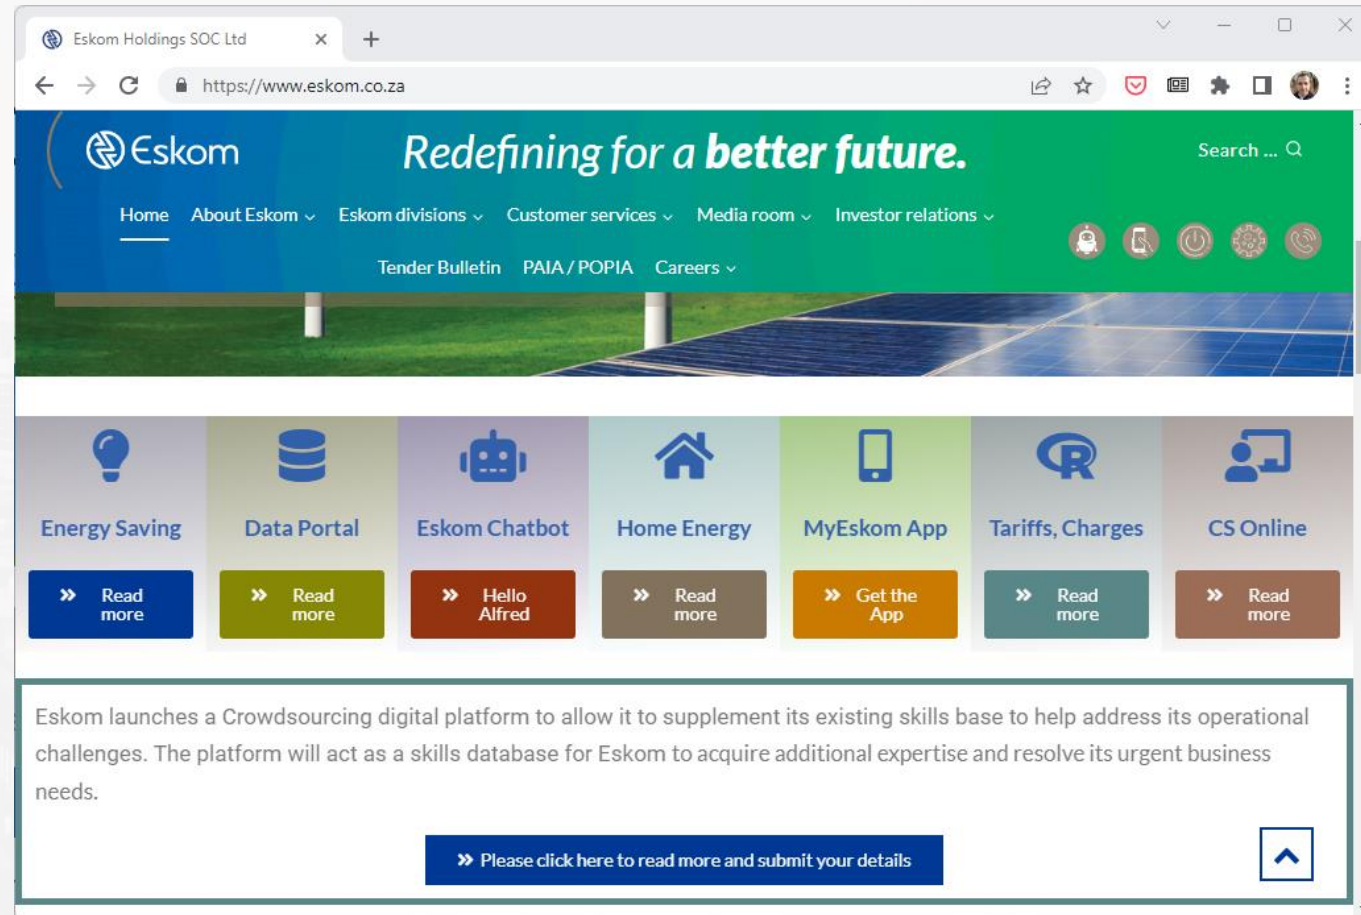 Eskom Holdings SOC Ltd
https://www.eskom.co.za
Eskom
Redefining for a better future.
Search ...
Home About Eskom Eskom divisions Customer services Media room Investor relations
Tender Bulletin PAIA / POPIA Careers
Energy Saving
Read
more
Data Portal
Read
more
Eskom Chatbot
Hello
Alfred
Home Energy
Read
more
MyEskom App
Get the
App
Tariffs, Charges
Read
more
CS Online
Read
more
Eskom launches a Crowdsourcing digital platform to allow it to supplement its existing skills base to help address its operational
challenges. The platform will act as a skills database for Eskom to acquire additional expertise and resolve its urgent business
needs.
» Please click here to read more and submit your details